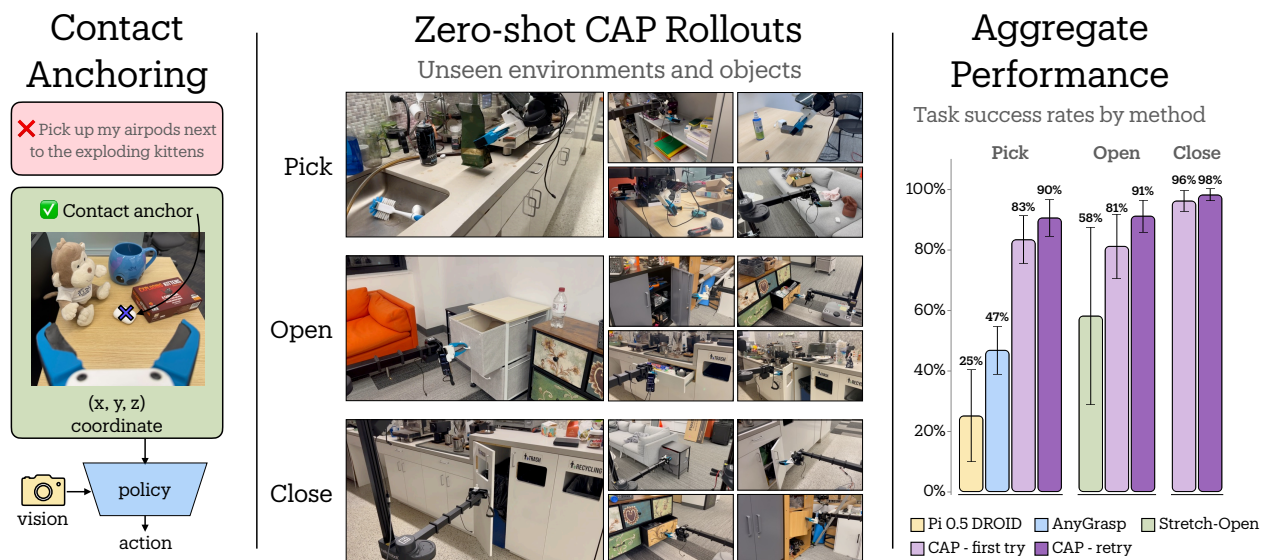 Contact
Anchoring
Pick up my airpods next
to the exploding kittens
Contact anchor
(x, y, z)
coordinate
policy
vision
action
Zero-shot CAP Rollouts
Unseen environments and objects
Pick
Open
Close
TRASH
TRASH
RECYCLING
Aggregate
Performance
Task success rates by method
Pick Open Close
100%
80%
60%
40%
20%
0%
25%
47%
83%
90%
58%
81%
91%
96%
98%
Pi 0.5 DROID AnyGrasp Stretch-Open
CAP - first try CAP - retry